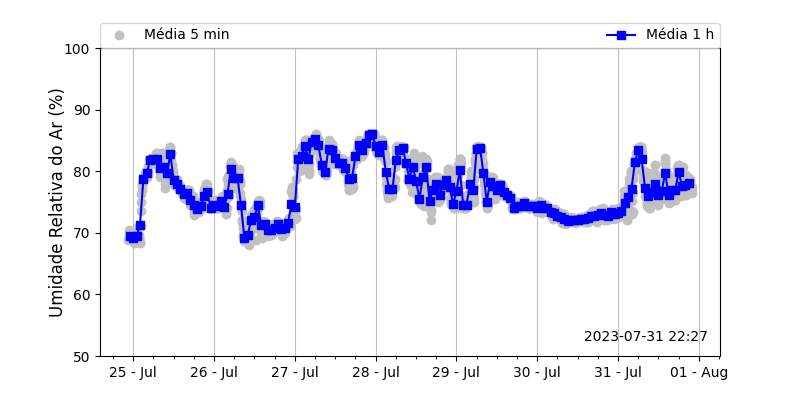 Média 5 min
Média 1 h
Umidade Relativa do Ar (%)
100
90
80
70
60
50
2023-07-31 22:27
25 - Jul
26 - Jul
27 - Jul
28 - Jul
29 - Jul
30 - Jul
31 - Jul
01 - Aug